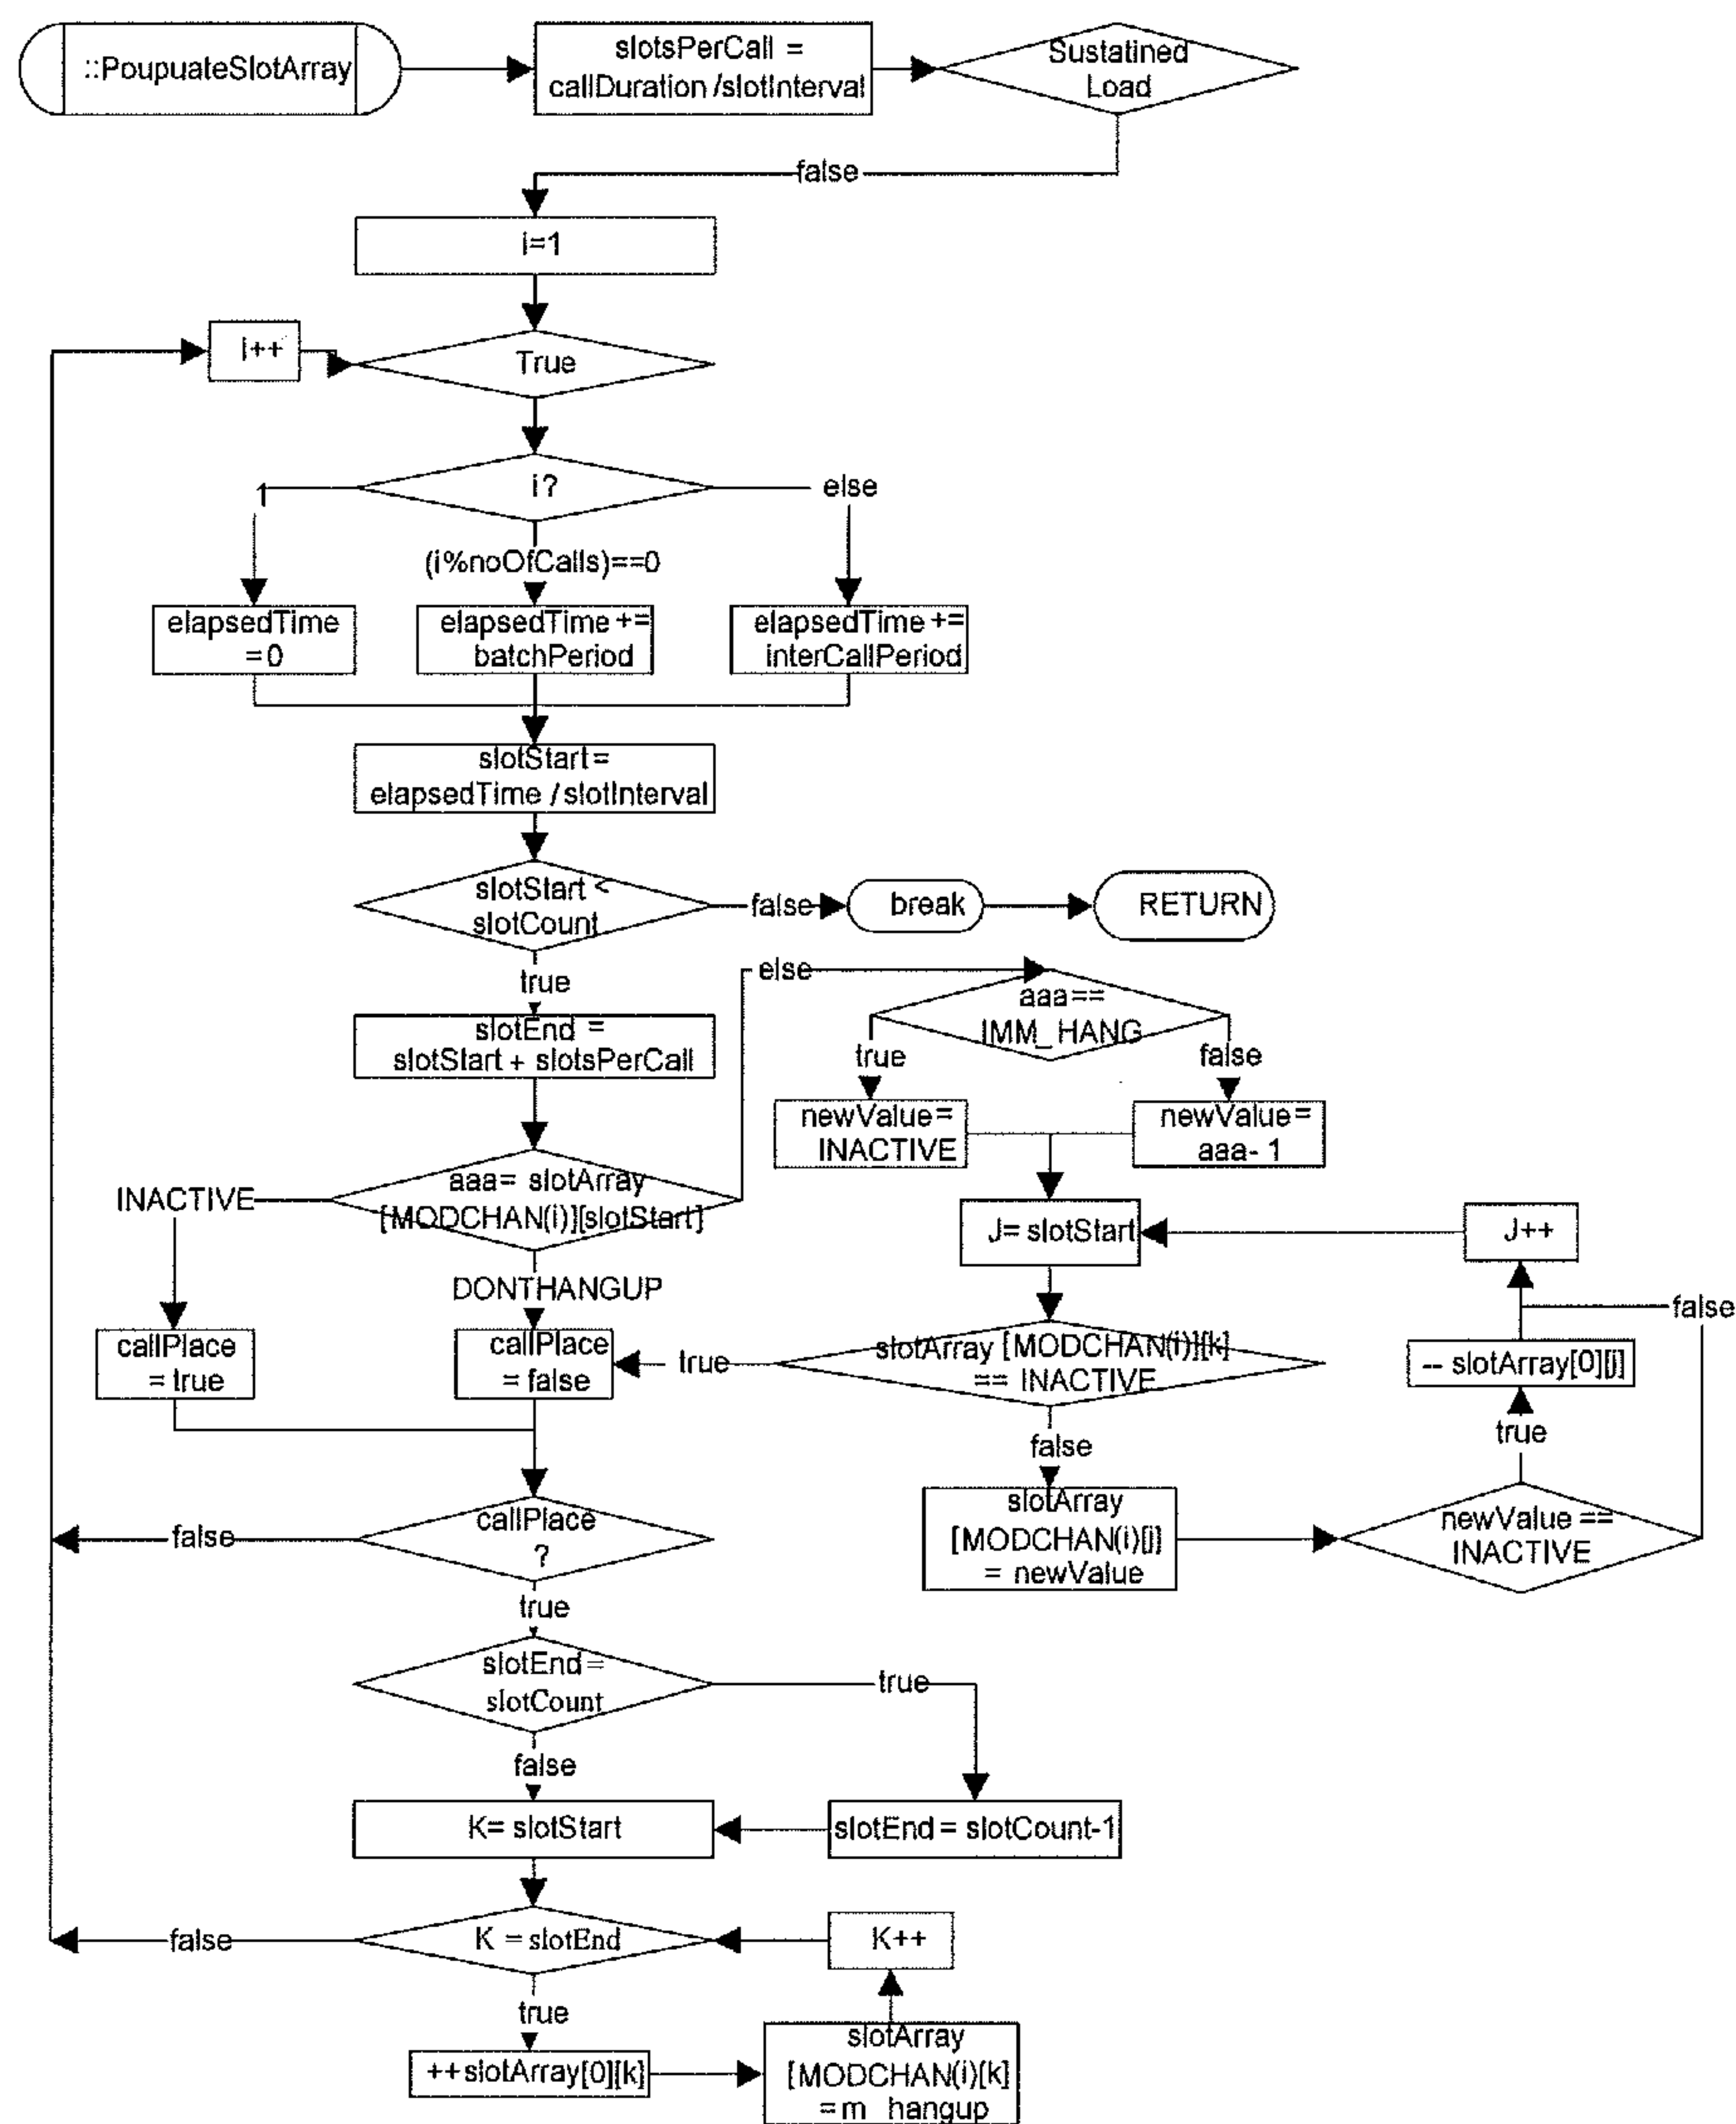 ::PoupuateSlotArray
slotsPerCall =
callDuration /slotInterval
Sustatined
Load
false
i=1
i++
True
i?
1
else
(i%noOfCalls)==0
elapsedTime
=0
elapsedTime +=
batchPeriod
elapsedTime +=
interCallPeriod
slotStart=
elapsedTime /slotInterval
slotStart <
slotCount
false
break
RETURN
true
else
aaa==
IMM_HANG
slotEnd =
slotStart + slotsPerCall
true
false
newValue=
INACTIVE
newValue=
aaa- 1
INACTIVE
aaa= slotArray
[MODCHAN(i)][slotStart]
J= slotStart
J++
DONTHANGUP
false
callPlace
=true
callPlace
= false
true
slotArray [MODCHAN(i)][k]
== INACTIVE
-- slotArray[0][j]
false
true
slotArray
[MODCHAN(i)[j]
= newValue
newValue ==
INACTIVE
false
callPlace
?
true
slotEnd =
slotCount
true
false
K= slotStart
slotEnd = slotCount-1
false
K = slotEnd
K++
true
++slotArray[0][k]
slotArray
[MODCHAN(i)[k]
=m_hangup